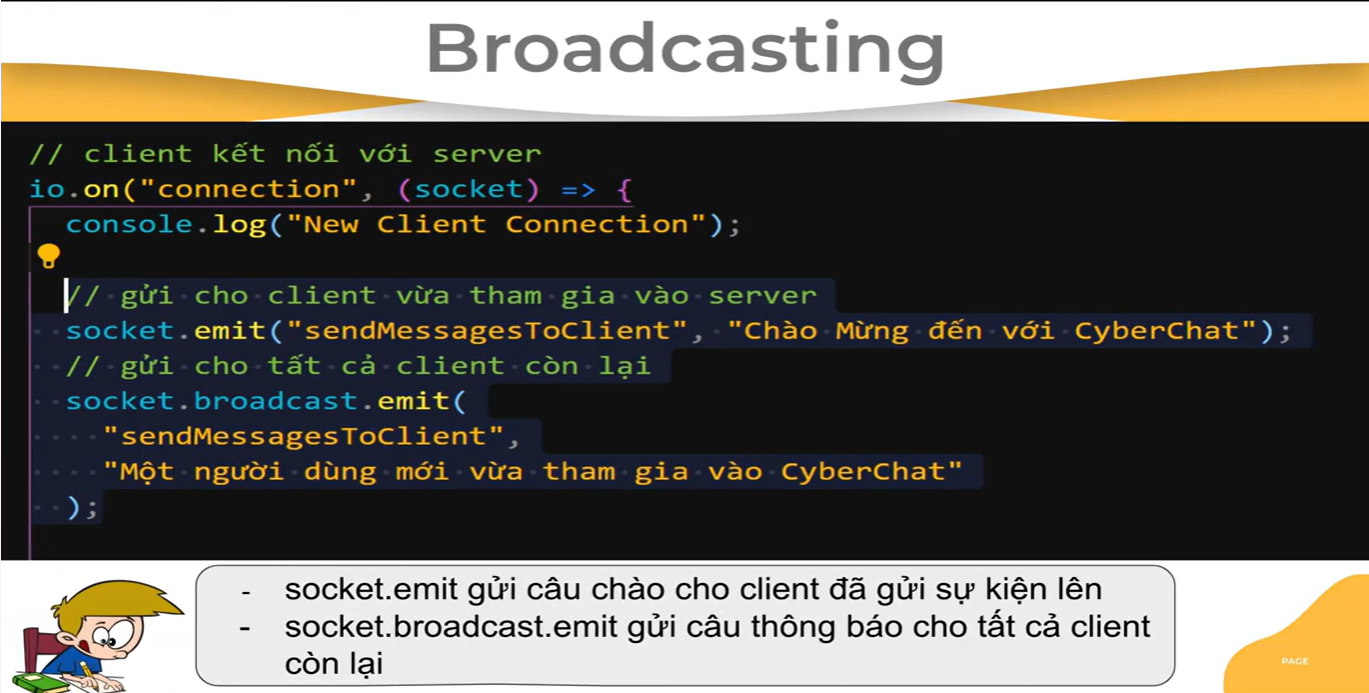 Broadcasting
// client kết nối với server
io.on("connection", (socket) => {
console.log("New Client Connection");
// gửi cho client vừa tham gia vào server
socket.emit("sendMessagesToClient", "Chào Mừng đến với CyberChat");
// gửi cho tất cả client còn lại
socket.broadcast.emit(
"sendMessagesToClient",
"Một người dùng mới vừa tham gia vào CyberChat"
);
- socket.emit gửi câu chào cho client đã gửi sự kiện lên
- socket.broadcast.emit gửi câu thông báo cho tất cả client
còn lại
PAGE